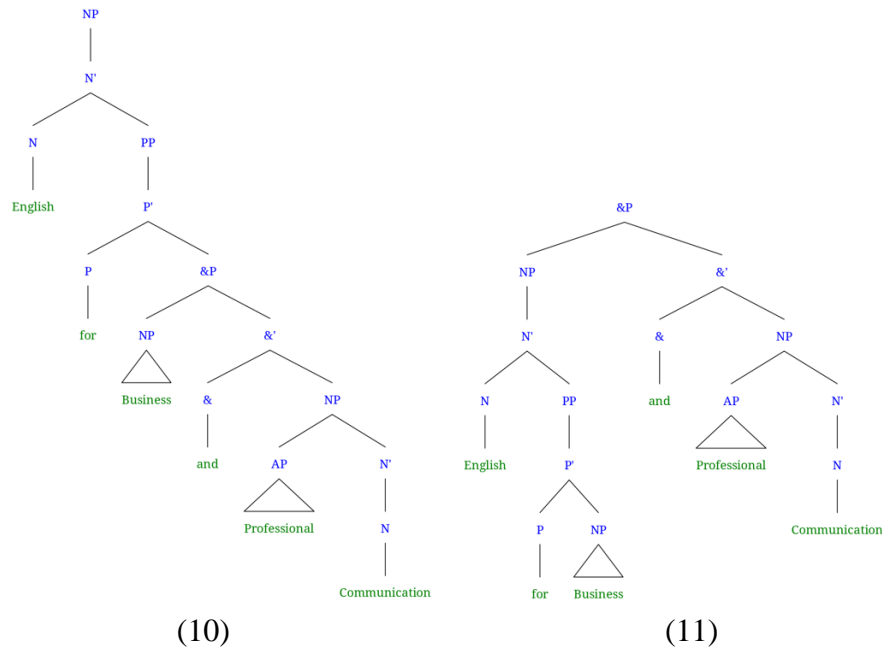 NP
N'
N PP
English P' &P
P &P NP &'
for NP &' N' & NP
Business & NP N PP and AP N'
and AP N' English P' Professional N
Professional N P NP Communication
Communication for Business
(10) (11)